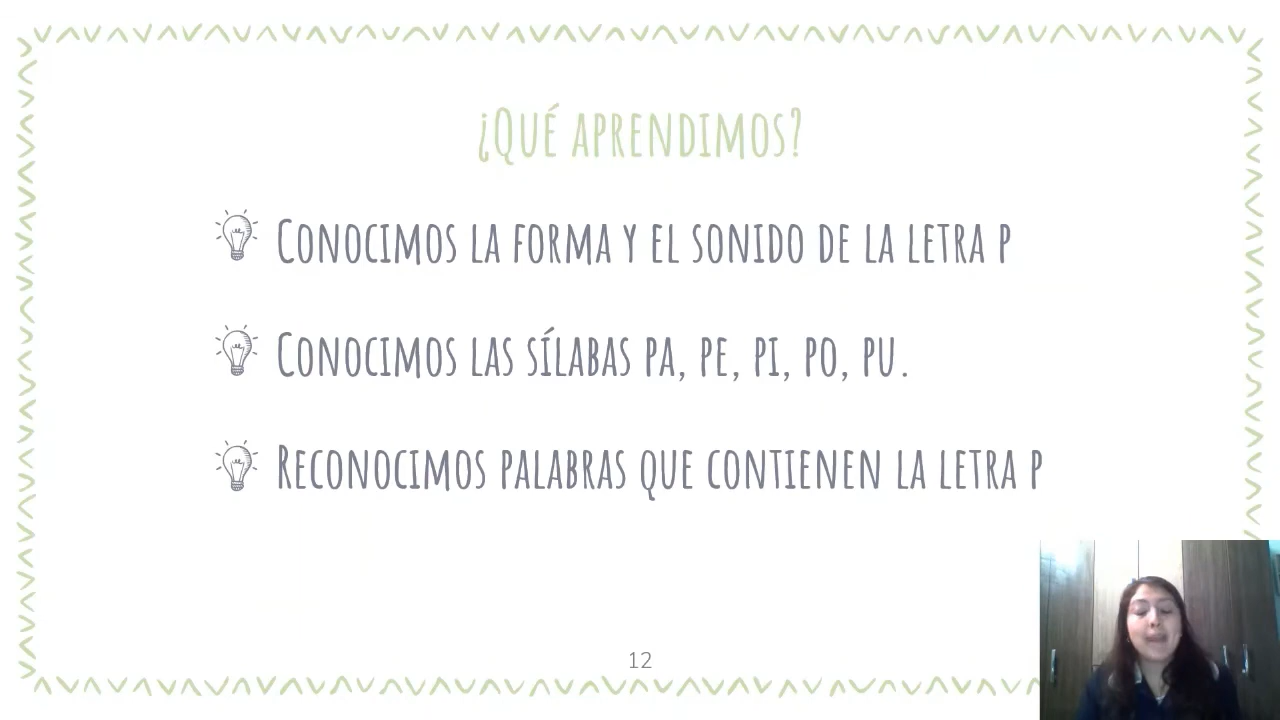 ¿Qué aprendimos?
Conocimos la forma y el sonido de la letra p
Conocimos las sílabas pa, pe, pi, po, pu.
Reconocimos palabras que contienen la letra p
12